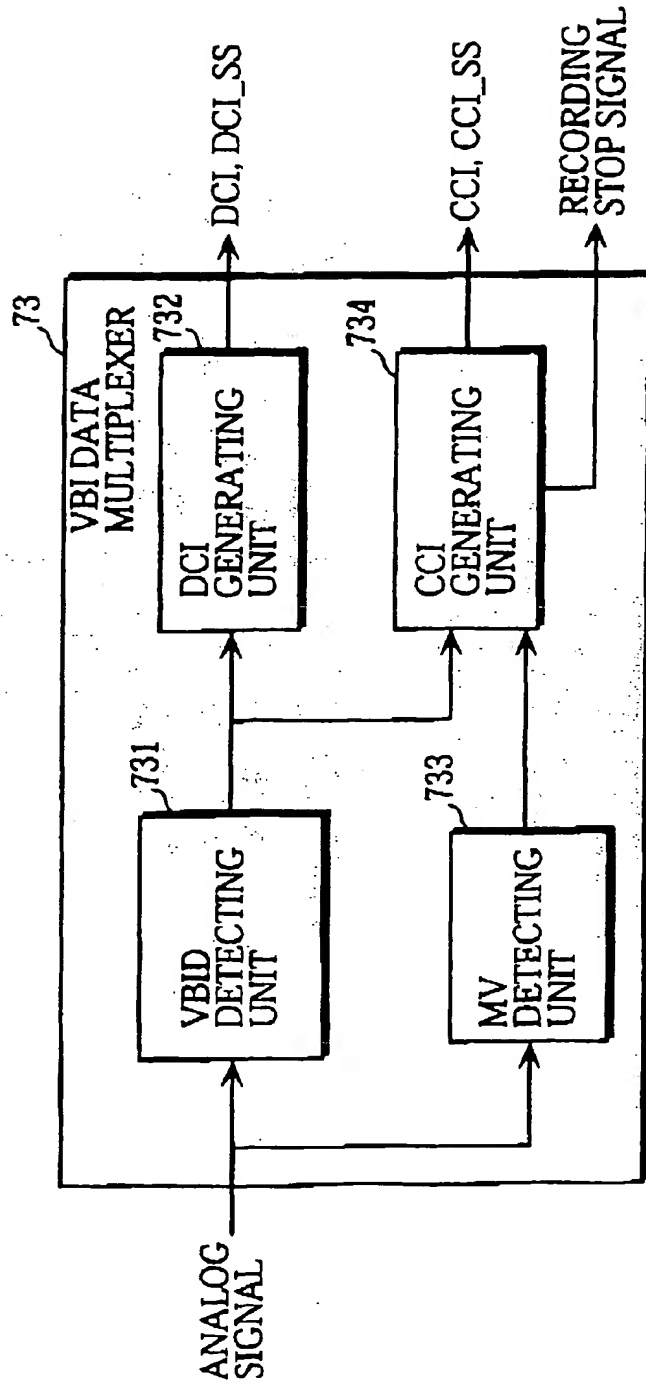 73
VBI DATA
MULTIPLEXER
ANALOG
SIGNAL
731
VBID
DETECTING
UNIT
732
DCI
GENERATING
UNIT
DCI, DCI_SS
733
MV
DETECTING
UNIT
734
CCI
GENERATING
UNIT
CCI, CCI_SS
RECORDING
STOP SIGNAL